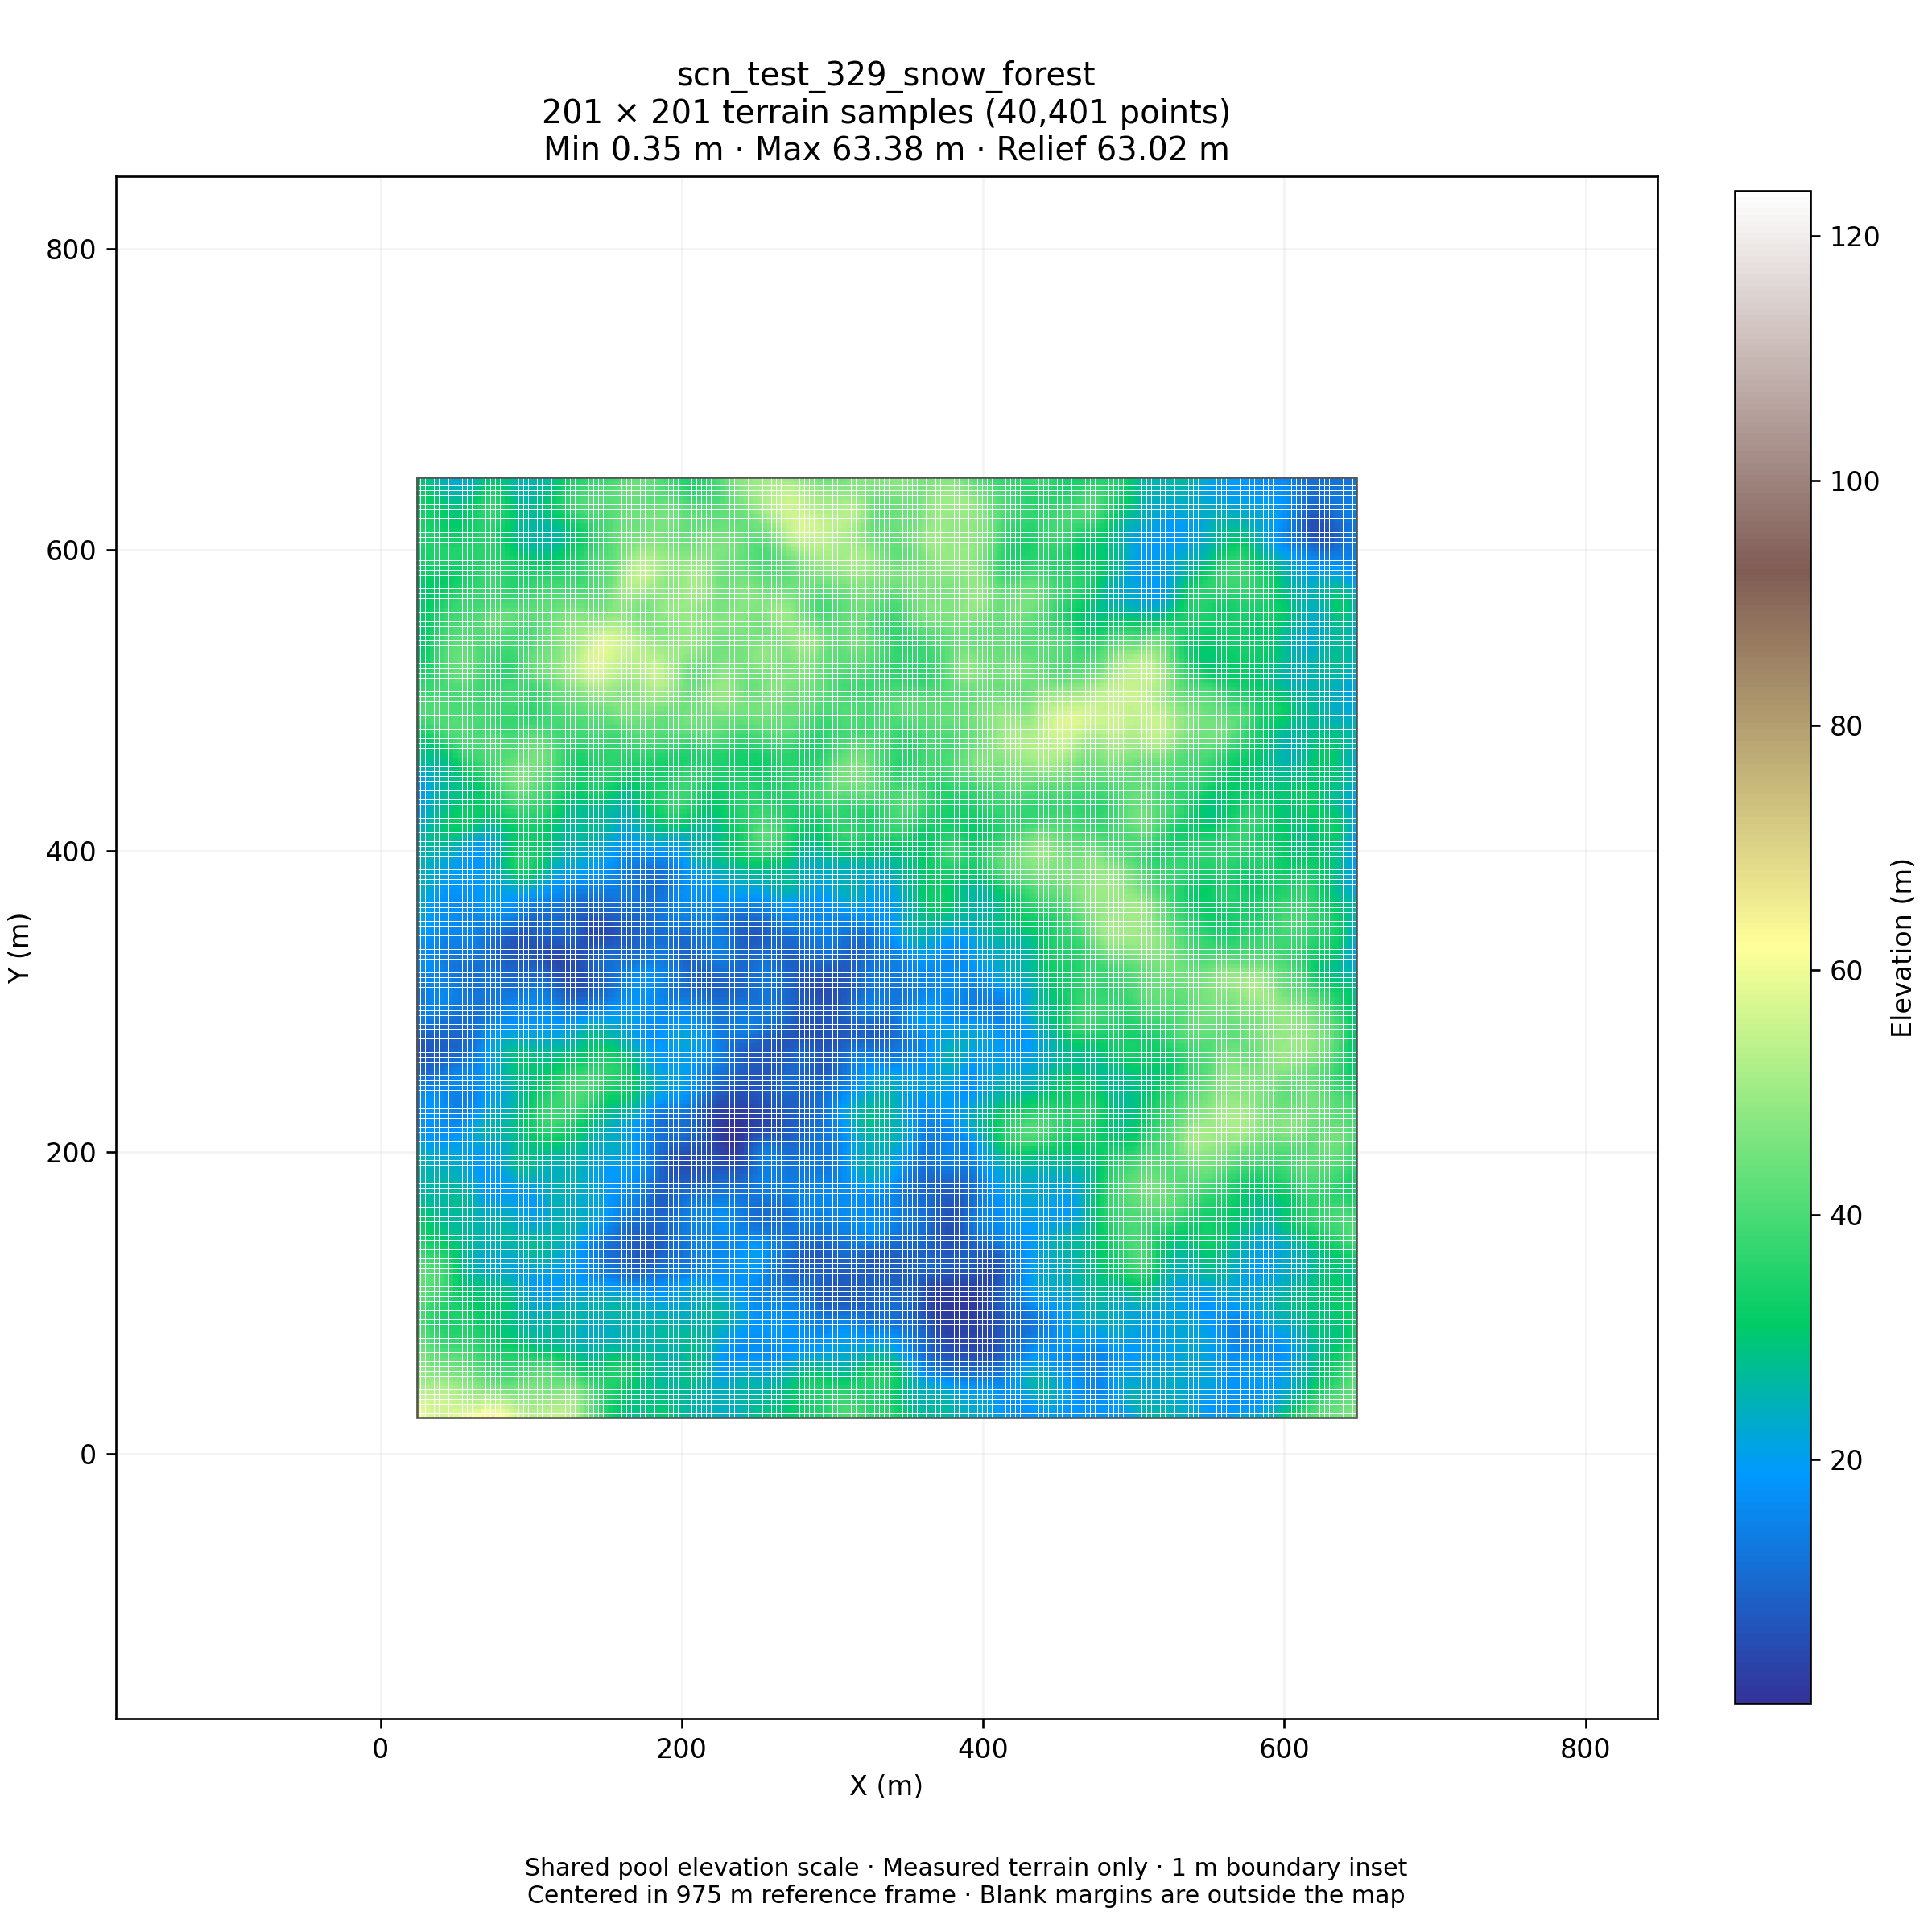 scn_test_329_snow_forest
201 × 201 terrain samples (40,401 points)
Min 0.35 m · Max 63.38 m · Relief 63.02 m
800
600
400
200
0
Y (m)
0
200
400
600
800
X (m)
120
100
80
60
40
20
Elevation (m)
Shared pool elevation scale · Measured terrain only · 1 m boundary inset
Centered in 975 m reference frame · Blank margins are outside the map